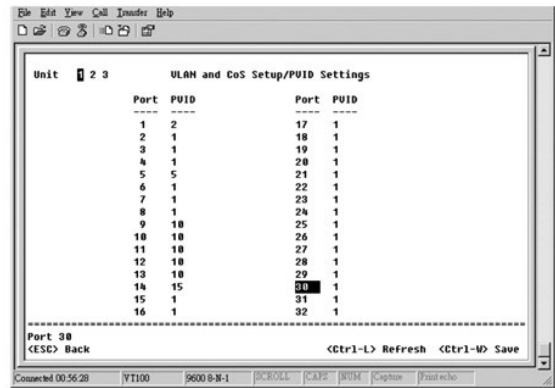 File Edit View Call Transfer Help
Unit 1 2 3 VLAN and CoS Setup/PVID Settings
Port PVID Port PVID
---- ---- ---- ----
1 2 17 1
2 1 18 1
3 1 19 1
4 1 20 1
5 5 21 1
6 1 22 1
7 1 23 1
8 1 24 1
9 10 25 1
10 10 26 1
11 10 27 1
12 10 28 1
13 10 29 1
14 15 30 1
15 1 31 1
16 1 32 1
Port 30
<ESC> Back <Ctrl-L> Refresh <Ctrl-W> Save
Connected 00:56:28 VT100 9600 8-N-1 SCROLL CAPS NUM Capture Print echo